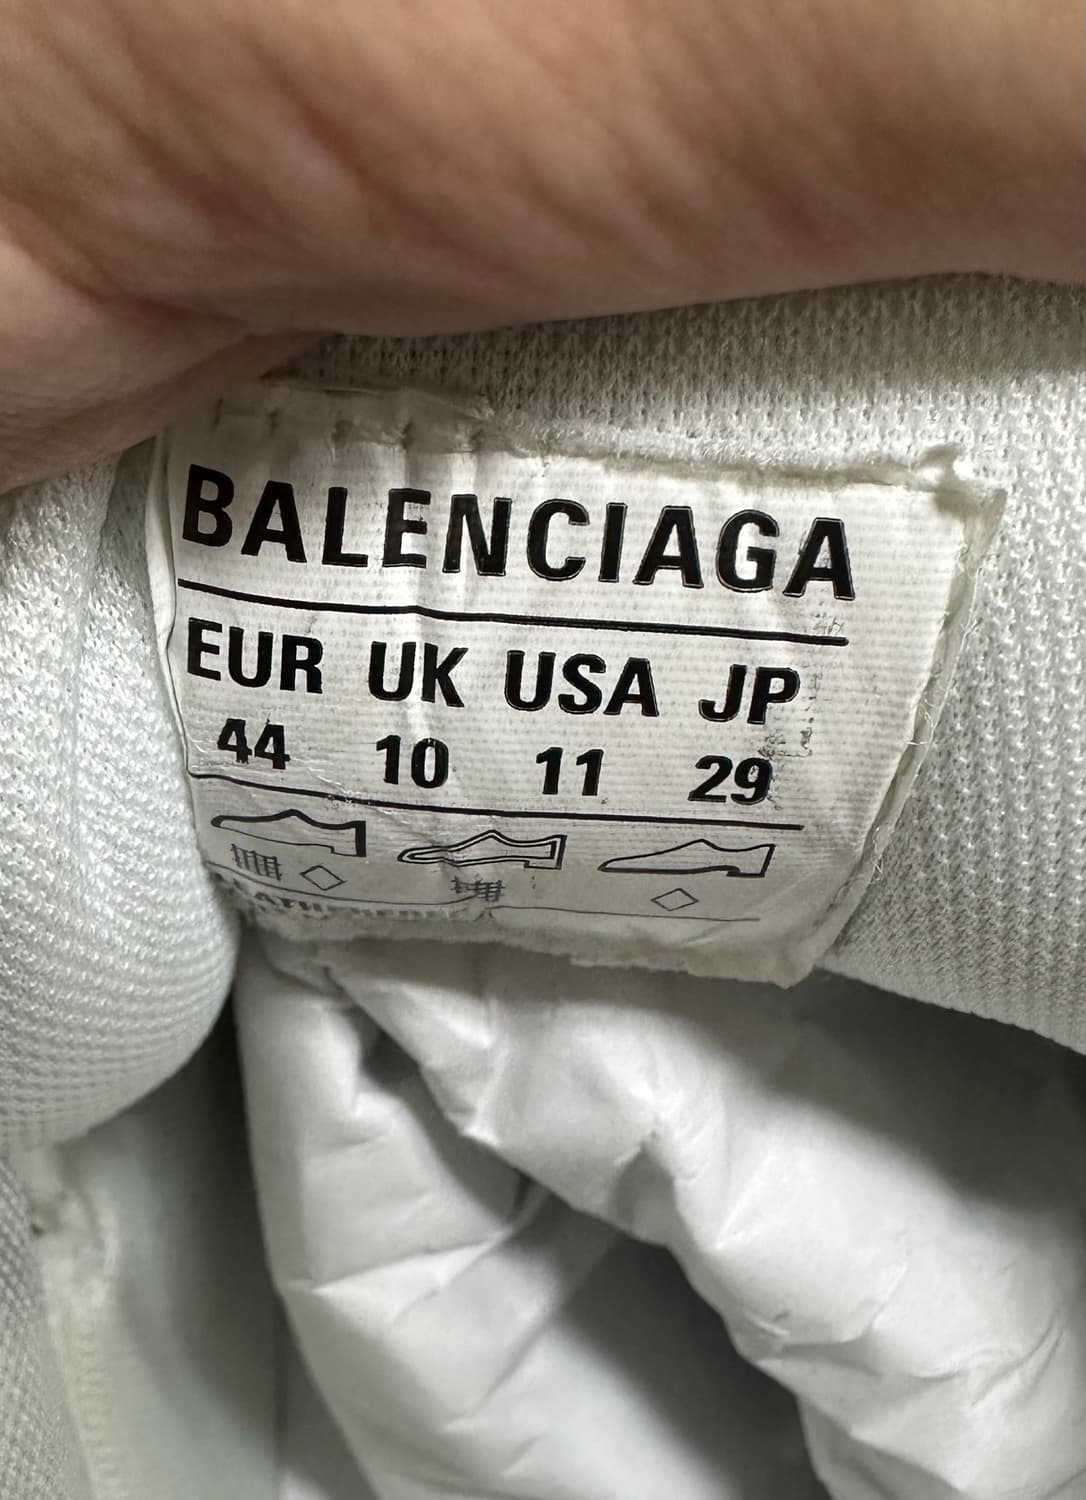 BALENCIAGA
EUR UK USA JP
44 10 11 29